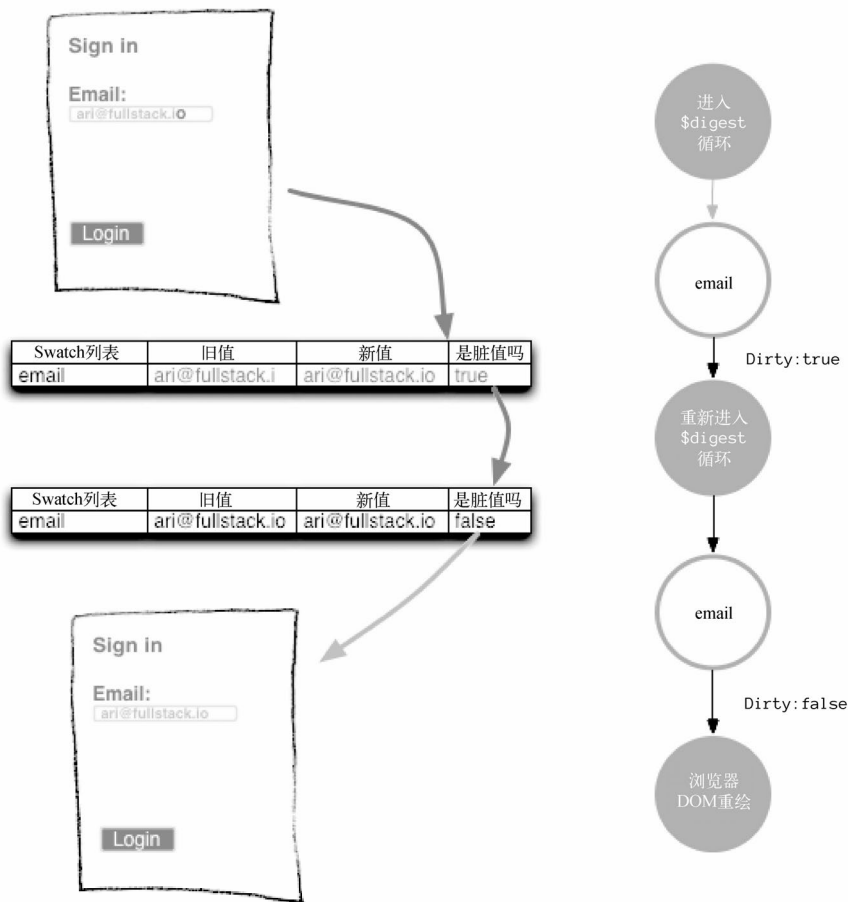 Sign in
Email:
ari@fullstack.io
Login
Swatch列表 旧值 新值 是脏值吗
email ari@fullstack.i ari@fullstack.io true
Swatch列表 旧值 新值 是脏值吗
email ari@fullstack.io ari@fullstack.io false
Sign in
Email:
ari@fullstack.io
Login
进入
$digest
循环
email
Dirty:true
重新进入
$digest
循环
email
Dirty:false
浏览器
DOM重绘